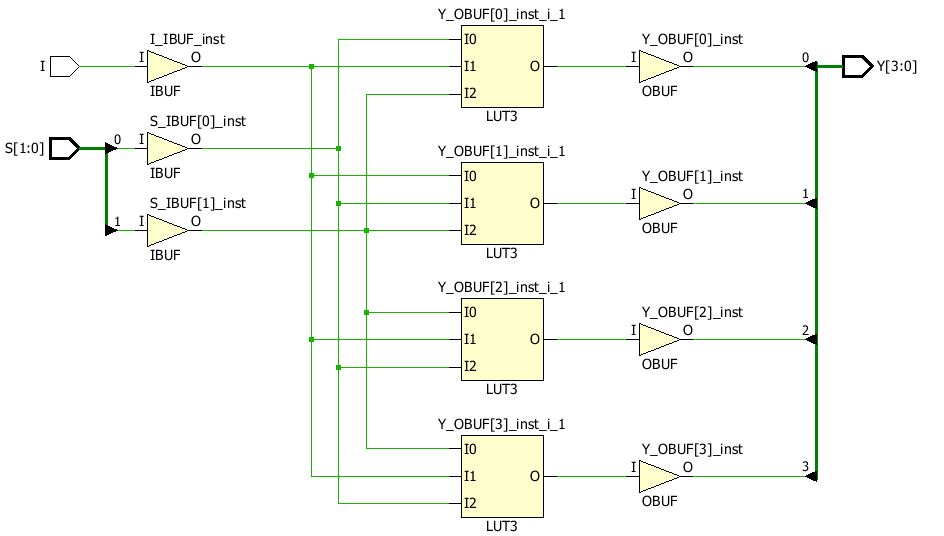 Y_OBUF[0]_inst_i_1
I_IBUF_inst
I0
Y_OBUF[0]_inst
I
I
O
I1
O
I
O
0
Y[3:0]
IBUF
I2
OBUF
LUT3
S_IBUF[0]_inst
S[1:0]
0
I
O
IBUF
Y_OBUF[1]_inst_i_1
I0
Y_OBUF[1]_inst
S_IBUF[1]_inst
I1
O
I
O
1
1
I
O
I2
OBUF
IBUF
LUT3
Y_OBUF[2]_inst_i_1
I0
Y_OBUF[2]_inst
I1
O
I
O
2
I2
OBUF
LUT3
Y_OBUF[3]_inst_i_1
I0
Y_OBUF[3]_inst
I1
O
I
O
3
I2
OBUF
LUT3